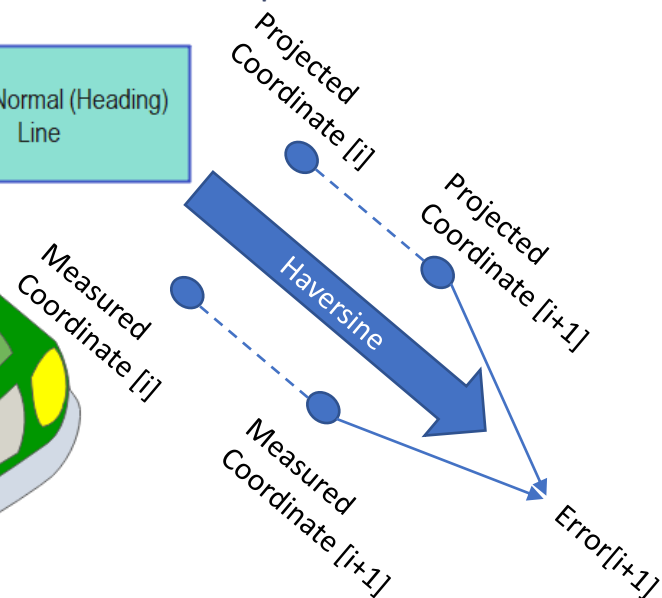 Normal (Heading)
Line
Projected
Coordinate [i]
Projected
Coordinate [i+1]
Haversine
Measured
Coordinate [i]
Measured
Coordinate [i+1]
Error[i+1]